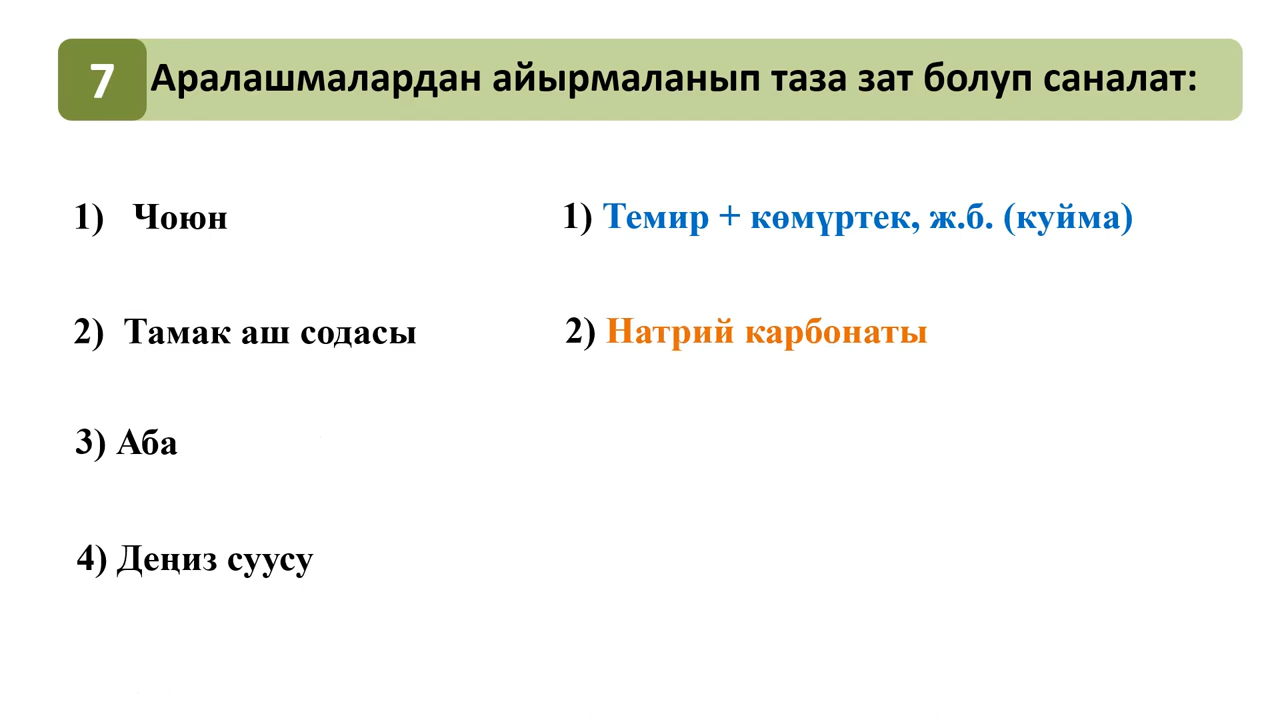 7 Аралашмалардан айырмаланып таза зат болуп саналат:
1) Чоюн
1) Темир + көмүртек, ж.б. (куйма)
2) Тамак аш содасы
2) Натрий карбонаты
3) Аба
4) Деңиз суусу